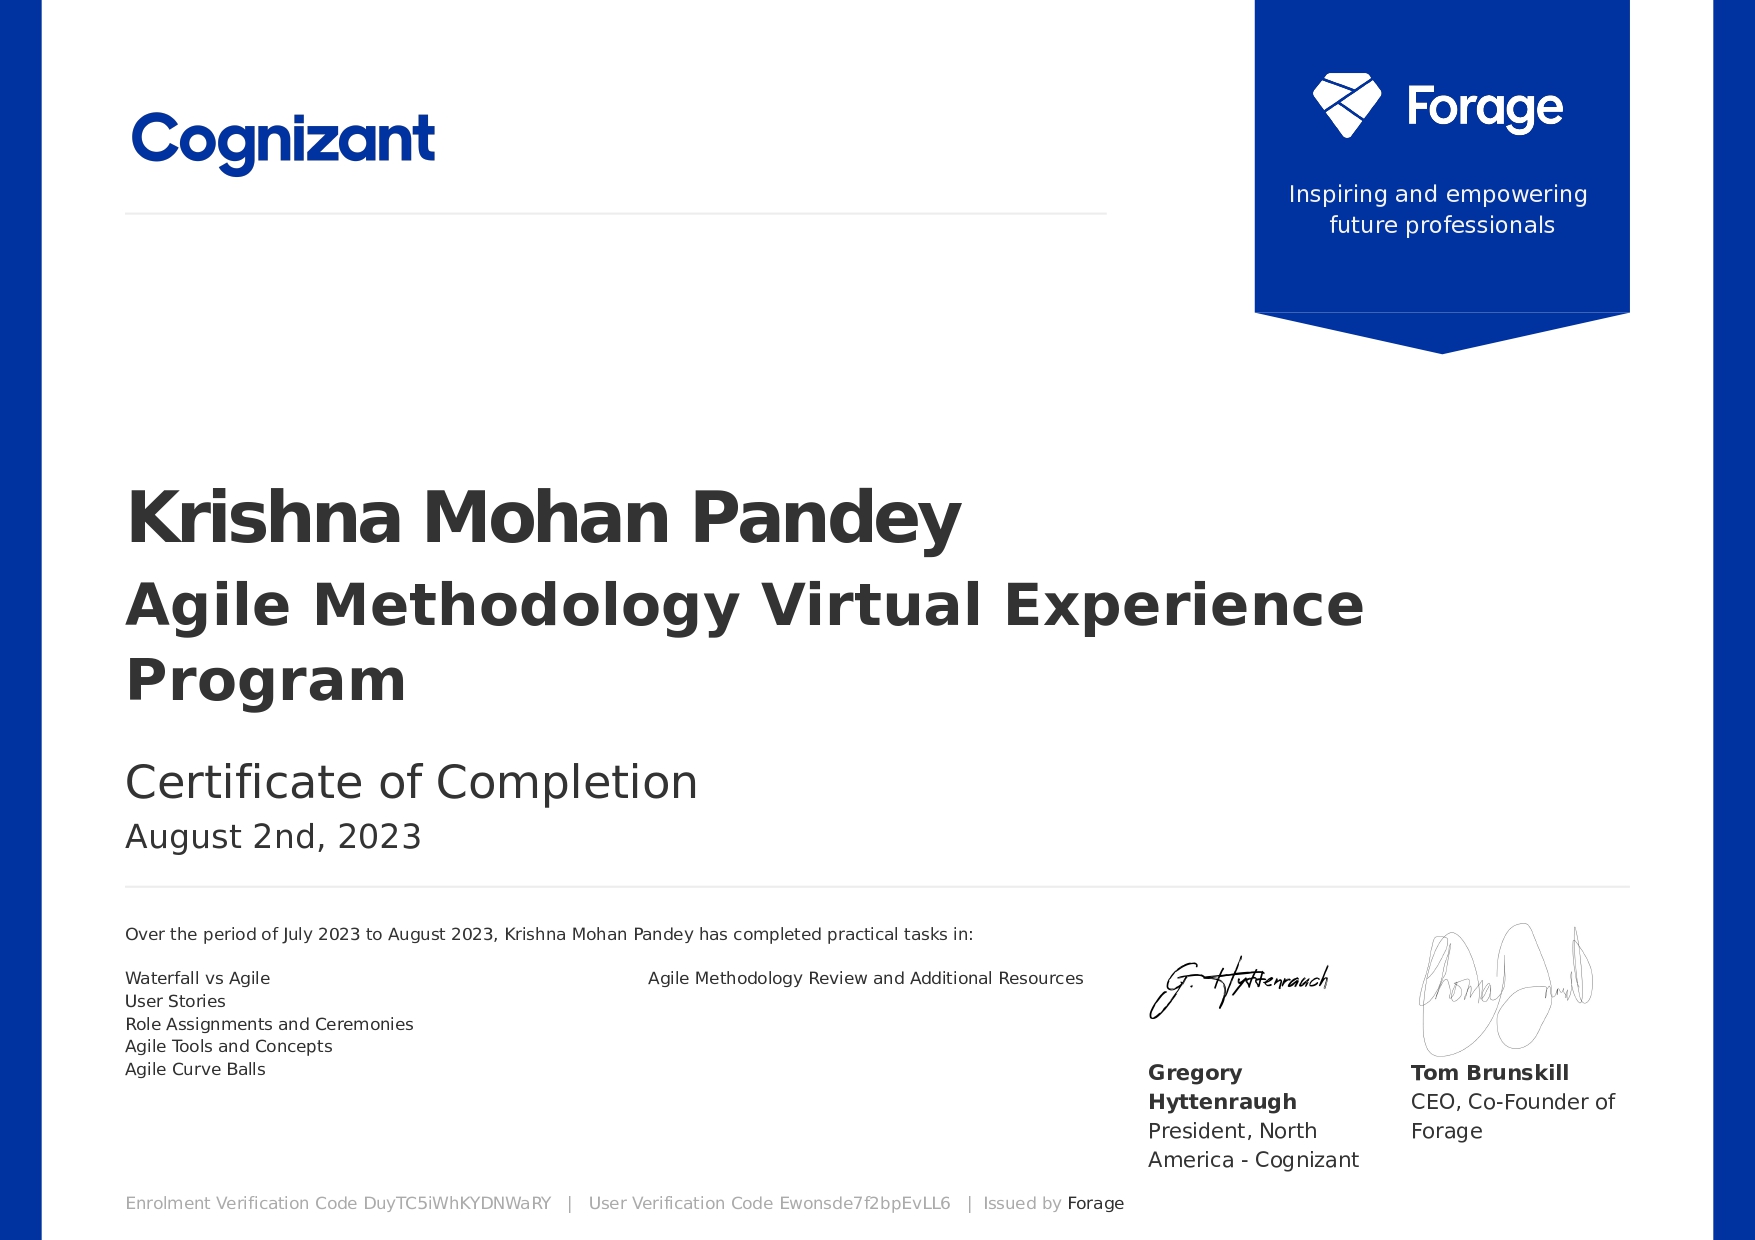 Cognizant
Forage
Inspiring and empowering
future professionals
Krishna Mohan Pandey
Agile Methodology Virtual Experience
Program
Certificate of Completion
August 2nd, 2023
Over the period of July 2023 to August 2023, Krishna Mohan Pandey has completed practical tasks in:
Waterfall vs Agile
User Stories
Role Assignments and Ceremonies
Agile Tools and Concepts
Agile Curve Balls
Agile Methodology Review and Additional Resources
G. Hyttenrauch
Gregory
Hyttenraugh
President, North
America - Cognizant
Tom Brunskill
CEO, Co-Founder of
Forage
Enrolment Verification Code DuyTC5iWhKYDNWaRY | User Verification Code Ewonsde7f2bpEvLL6 | Issued by Forage